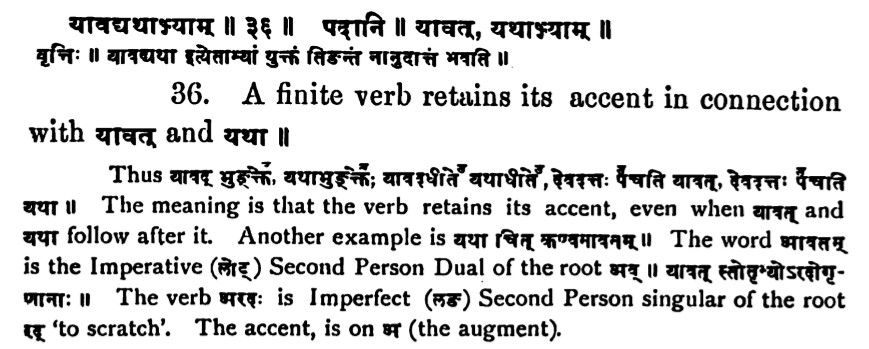 यावद्यथाभ्याम् ॥ ३६ ॥ पदानि ॥ यावत्, यथाभ्याम् ॥
वृत्तिः ॥ यावद्यथा इत्येताभ्यां युक्तं तिङन्तं नानुदात्तं भवति ॥
36. A finite verb retains its accent in connection
with यावत् and यथा ॥
Thus यावद् भुङ्क्ते॑, यथाभुङ्क्ते॑; यावदधीते॑ यथाधीते॑, देवदत्तः प॑चति यावत्, देवदत्तः प॑चति
यथा ॥ The meaning is that the verb retains its accent, even when यावत् and
यथा follow after it. Another example is यथा चित् कण्वमावतम् ॥ The word आवतम्
is the Imperative (लोट्) Second Person Dual of the root अव् ॥ यावत् स्तोतृभ्योऽरदोगृ-
णानाः ॥ The verb अरदः is Imperfect (लङ) Second Person singular of the root
रद् 'to scratch'. The accent, is on अ (the augment).